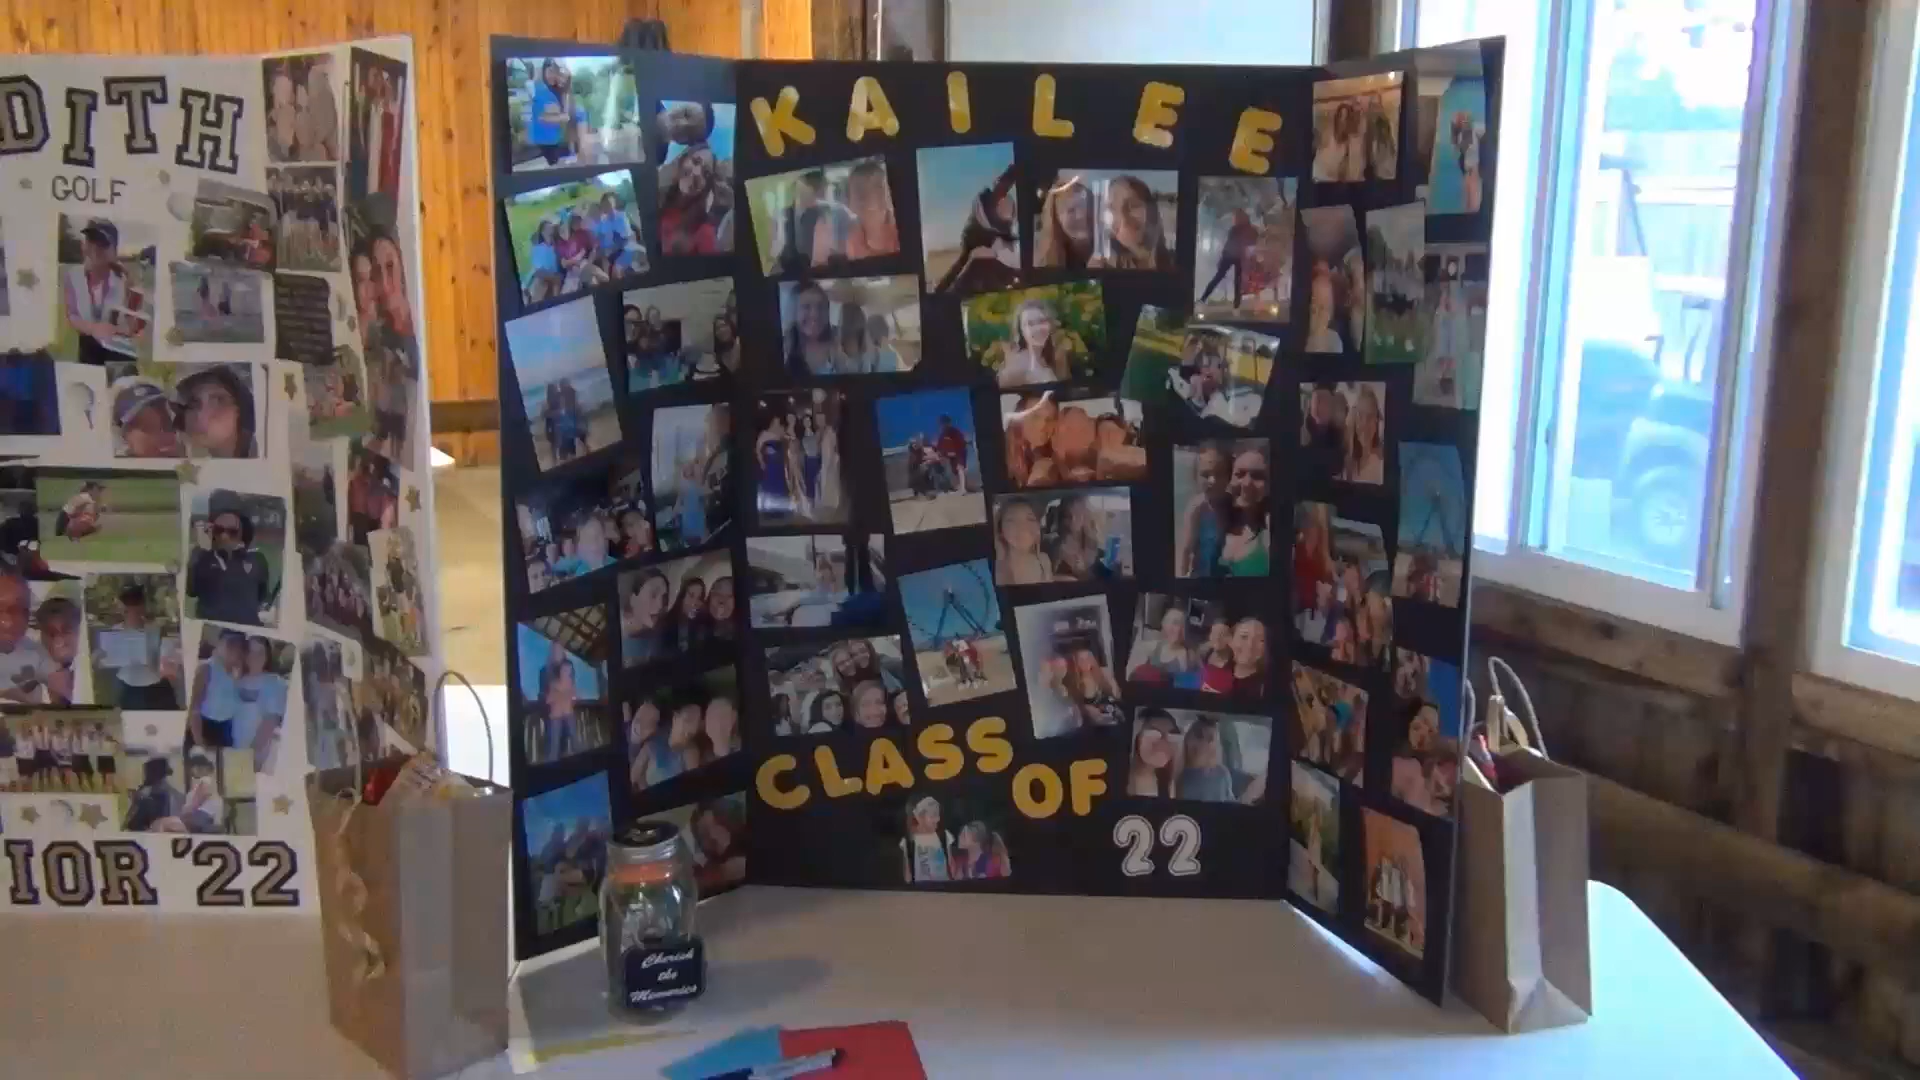 DITH
GOLF
IOR '22
KAILEE
CLASS OF
22
Cherish
the
Memories